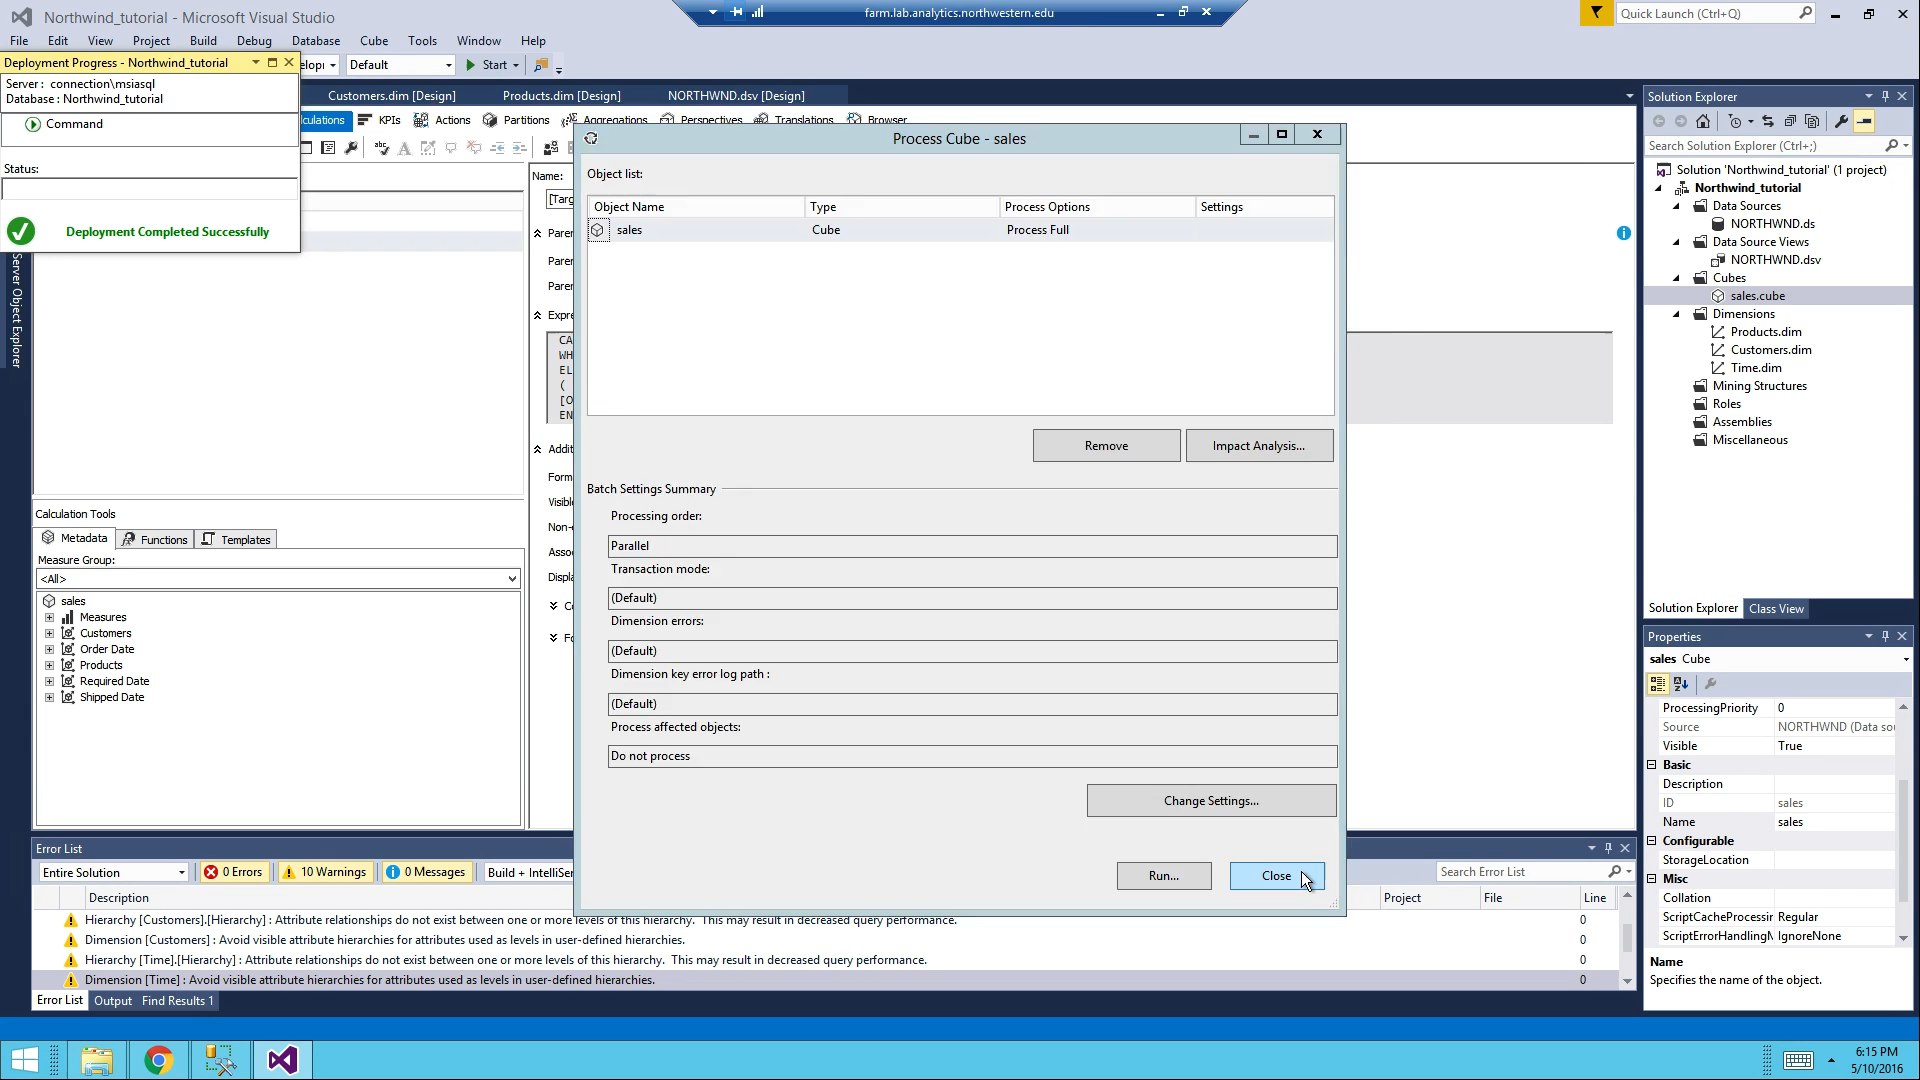 Northwind_tutorial - Microsoft Visual Studio
farm.lab.analytics.northwestern.edu
Quick Launch (Ctrl+Q)
File Edit View Project Build Debug Database Cube Tools Window Help
Deployment Progress - Northwind_tutorial
Default
Start
Server : connection\msiasql
Database : Northwind_tutorial
Command
Status:
Deployment Completed Successfully
Customers.dim [Design] Products.dim [Design] NORTHWND.dsv [Design]
KPIs Actions Partitions Aggregations Perspectives Translations Browser
Server Object Explorer
Name:
[Targ
Process Cube - sales
Object list:
Object Name Type Process Options Settings
sales Cube Process Full
Remove Impact Analysis...
Batch Settings Summary
Processing order:
Parallel
Transaction mode:
(Default)
Dimension errors:
(Default)
Dimension key error log path :
(Default)
Process affected objects:
Do not process
Change Settings...
Run... Close
Calculation Tools
Metadata Functions Templates
Measure Group:
<All>
sales
Measures
Customers
Order Date
Products
Required Date
Shipped Date
Solution Explorer
Search Solution Explorer (Ctrl+;)
Solution 'Northwind_tutorial' (1 project)
Northwind_tutorial
Data Sources
NORTHWND.ds
Data Source Views
NORTHWND.dsv
Cubes
sales.cube
Dimensions
Products.dim
Customers.dim
Time.dim
Mining Structures
Roles
Assemblies
Miscellaneous
Solution Explorer Class View
Properties
sales Cube
ProcessingPriority 0
Source NORTHWND (Data sou
Visible True
Basic
Description
ID sales
Name sales
Configurable
StorageLocation
Misc
Collation
ScriptCacheProcessin Regular
ScriptErrorHandlingM IgnoreNone
Name
Specifies the name of the object.
Error List
Entire Solution 0 Errors 10 Warnings 0 Messages Build + IntelliSen
Search Error List
Description Project File Line
Hierarchy [Customers].[Hierarchy] : Attribute relationships do not exist between one or more levels of this hierarchy. This may result in decreased query performance. 0
Dimension [Customers] : Avoid visible attribute hierarchies for attributes used as levels in user-defined hierarchies. 0
Hierarchy [Time].[Hierarchy] : Attribute relationships do not exist between one or more levels of this hierarchy. This may result in decreased query performance. 0
Dimension [Time] : Avoid visible attribute hierarchies for attributes used as levels in user-defined hierarchies. 0
Error List Output Find Results 1
6:15 PM
5/10/2016